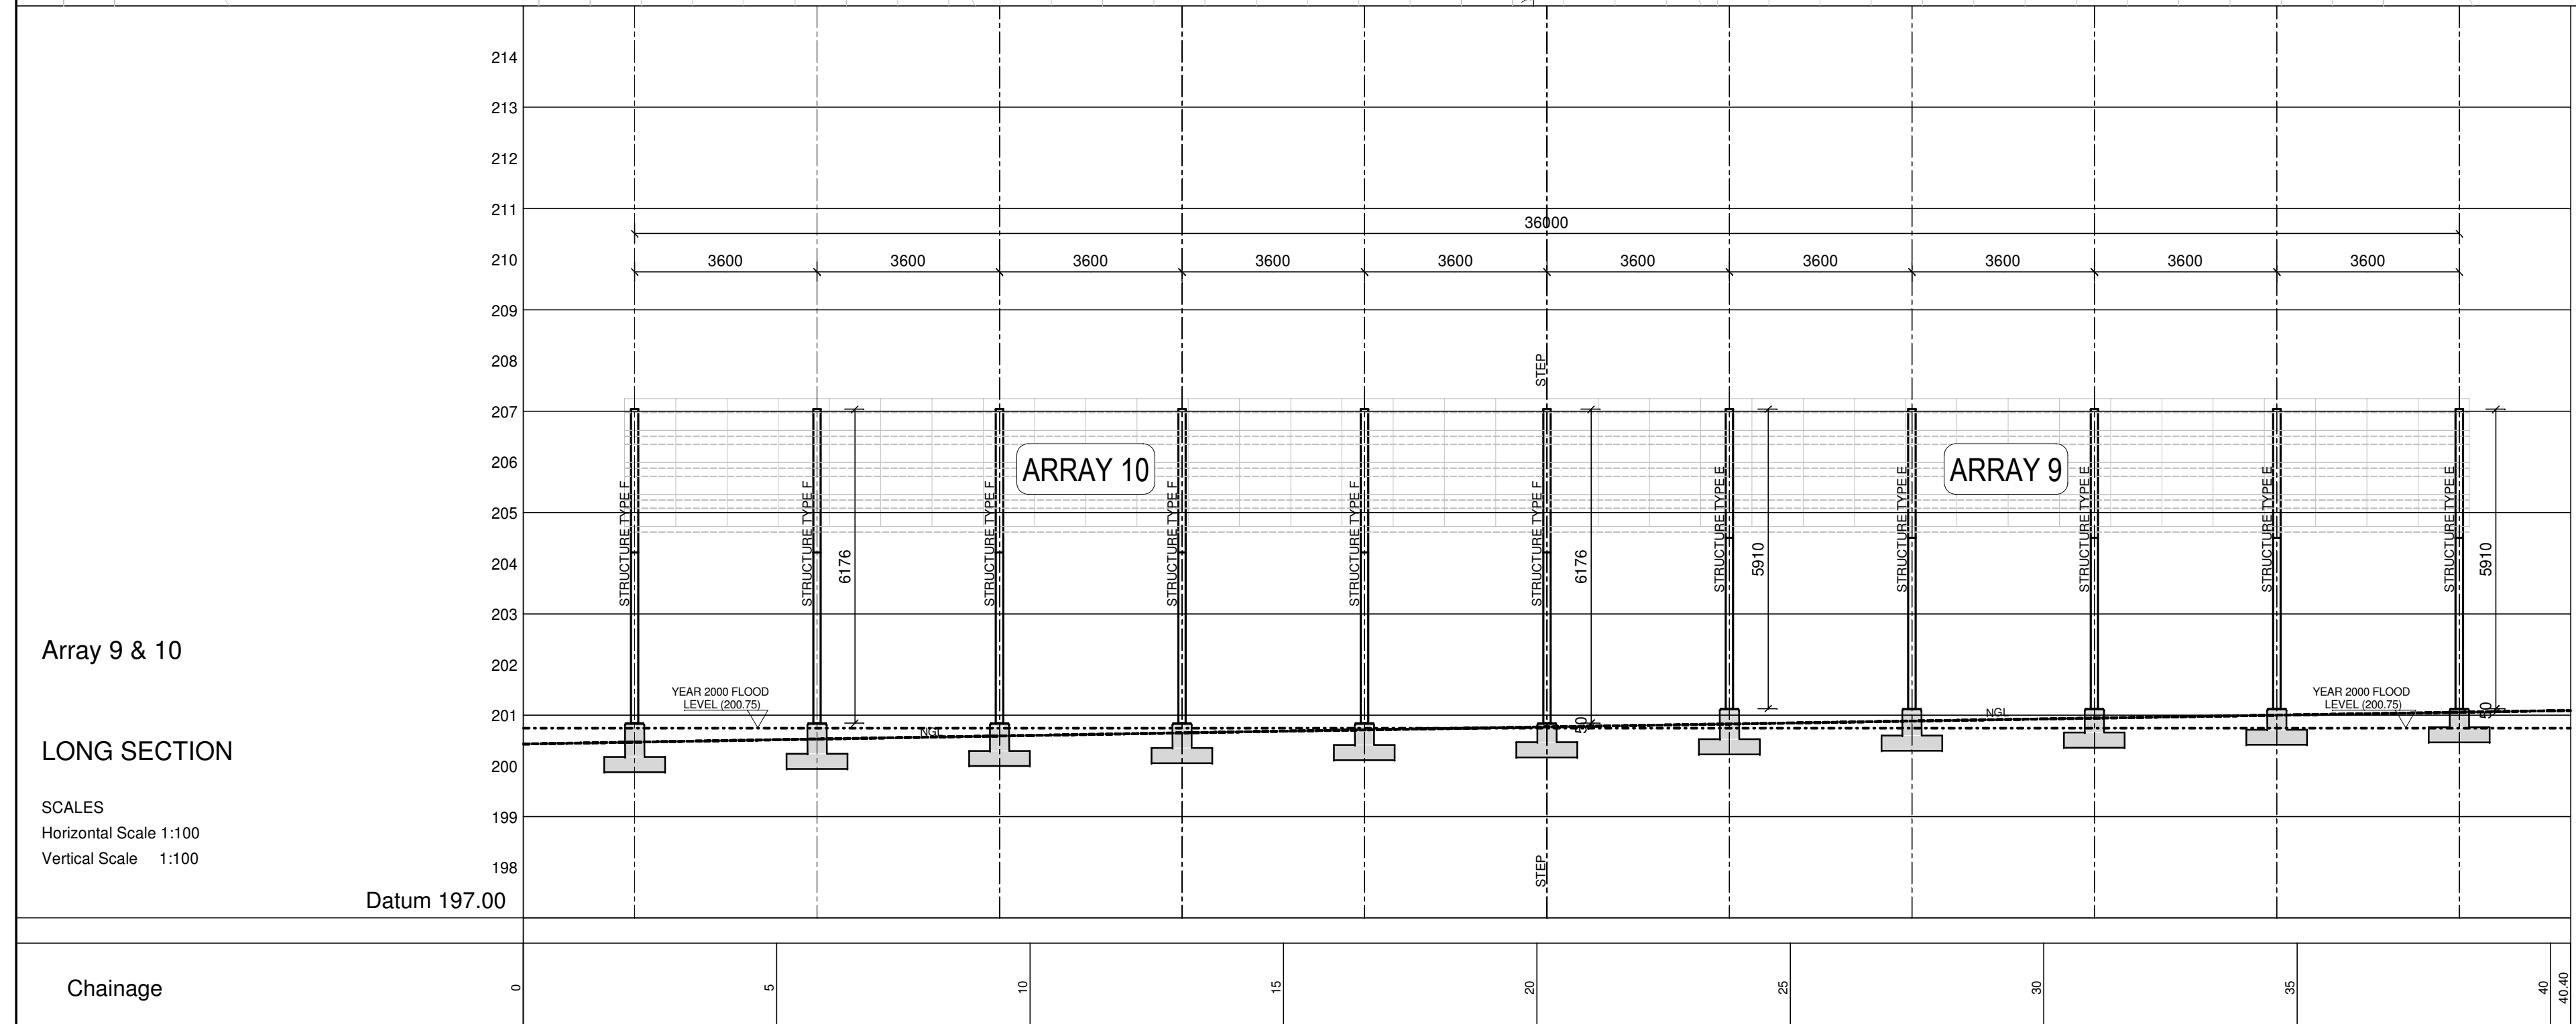 214
213
212
211
36000
210
3600 3600 3600 3600 3600 3600 3600 3600 3600 3600
209
208
STEP
207
206
ARRAY 10
ARRAY 9
205
STRUCTURE TYPE F
STRUCTURE TYPE F
STRUCTURE TYPE F
STRUCTURE TYPE F
STRUCTURE TYPE F
STRUCTURE TYPE F
STRUCTURE TYPE E
STRUCTURE TYPE E
STRUCTURE TYPE E
STRUCTURE TYPE E
STRUCTURE TYPE E
204
6176
6176
5910
5910
203
Array 9 & 10
202
YEAR 2000 FLOOD
LEVEL (200.75)
YEAR 2000 FLOOD
LEVEL (200.75)
201
50
50
NGL
NGL
LONG SECTION
200
SCALES
199
Horizontal Scale 1:100
Vertical Scale 1:100
198
STEP
Datum 197.00
Chainage
0 5 10 15 20 25 30 35 40 40.40